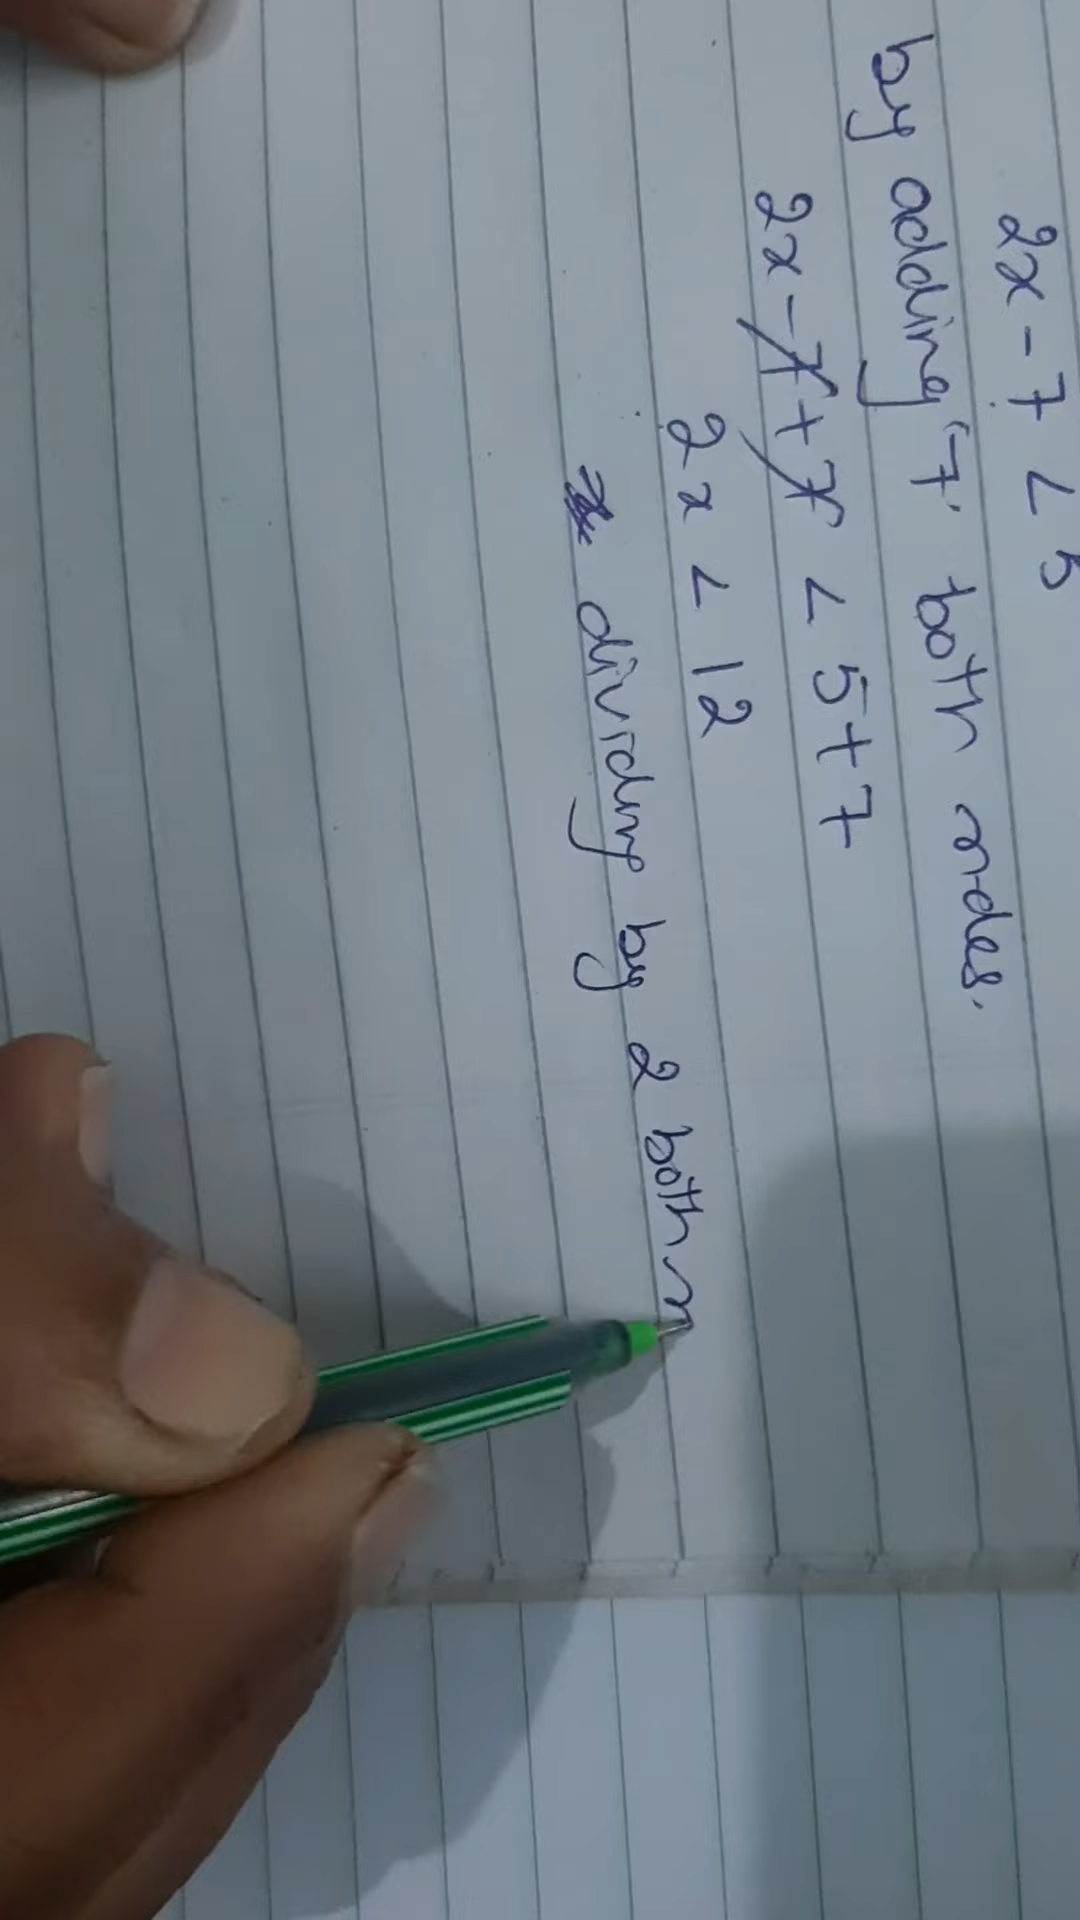 2x - 7 < 5
by adding '7' both sides.
2x - 7 + 7 < 5 + 7
2x < 12
dividing by 2 both